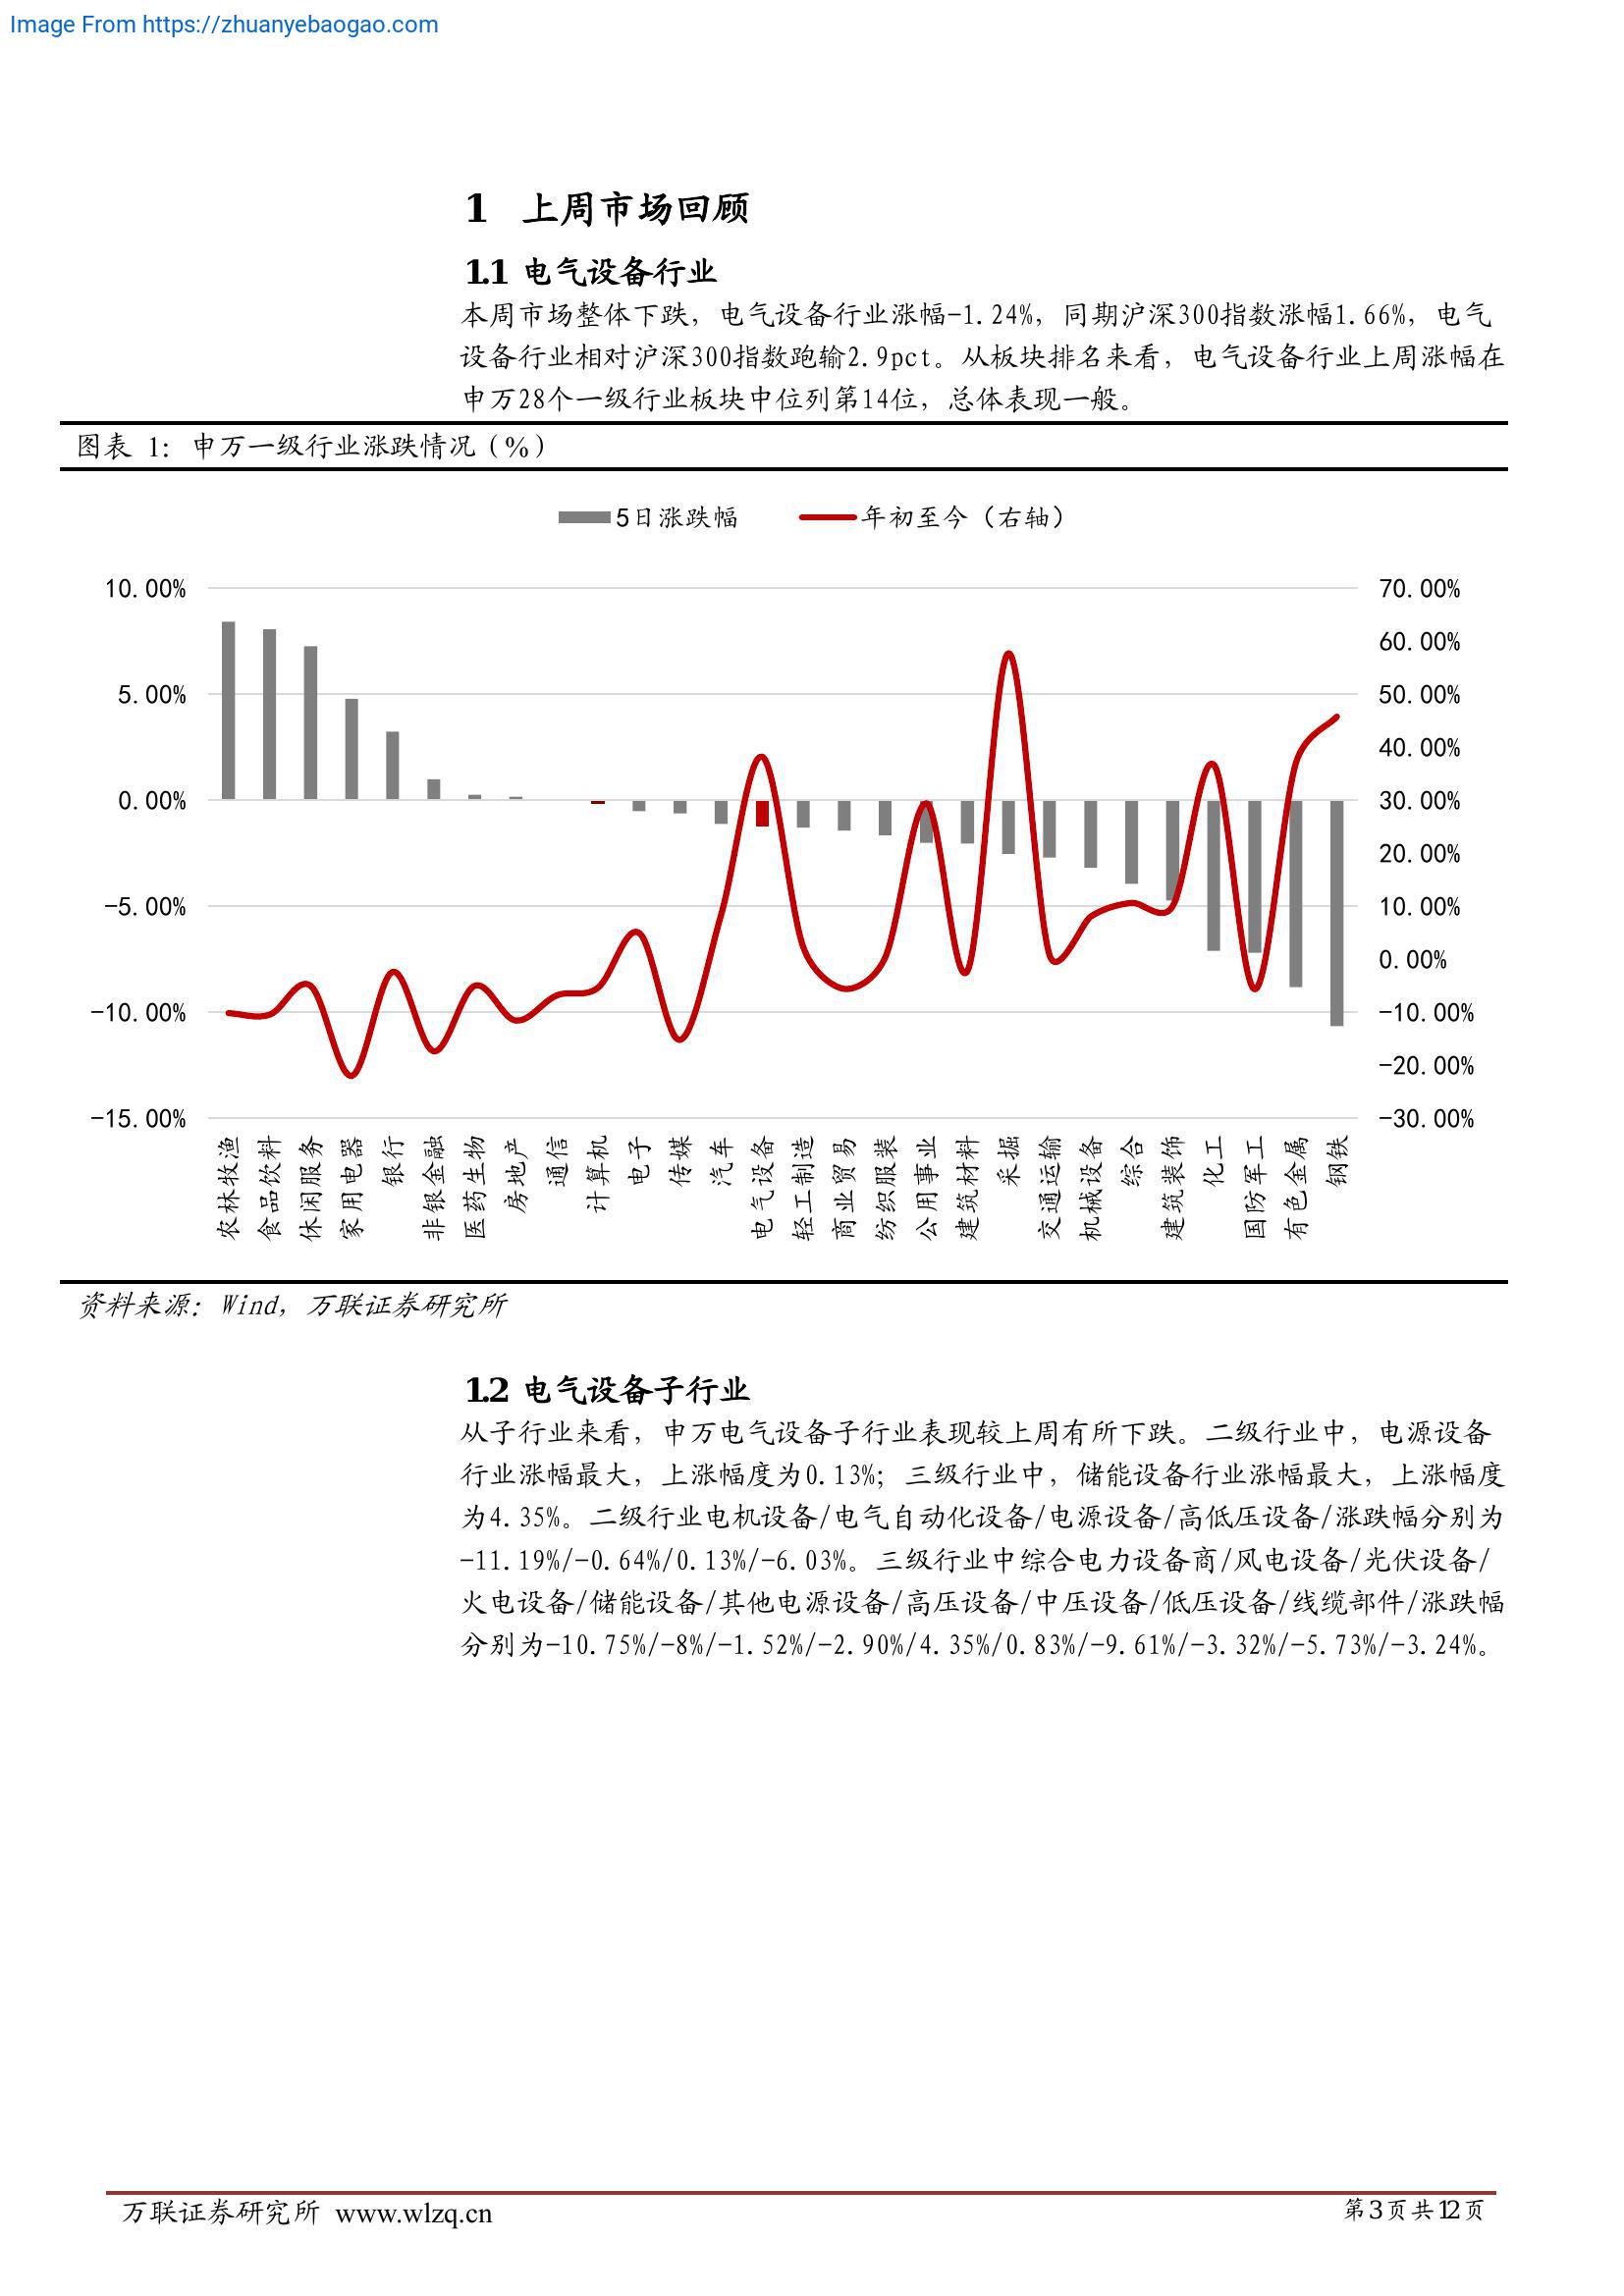 Image From https://zhuanyebaogao.com
1 上周市场回顾
1.1 电气设备行业
本周市场整体下跌，电气设备行业涨幅-1.24%，同期沪深300指数涨幅1.66%，电气
设备行业相对沪深300指数跑输2.9pct。从板块排名来看，电气设备行业上周涨幅在
申万28个一级行业板块中位列第14位，总体表现一般。
图表 1：申万一级行业涨跌情况（%）
5日涨跌幅 年初至今（右轴）
10.00%
5.00%
0.00%
-5.00%
-10.00%
-15.00%
70.00%
60.00%
50.00%
40.00%
30.00%
20.00%
10.00%
0.00%
-10.00%
-20.00%
-30.00%
农林牧渔
食品饮料
休闲服务
家用电器
银行
非银金融
医药生物
房地产
通信
计算机
电子
传媒
汽车
电气设备
轻工制造
商业贸易
纺织服装
公用事业
建筑材料
采掘
交通运输
机械设备
综合
建筑装饰
化工
国防军工
有色金属
钢铁
资料来源：Wind，万联证券研究所
1.2 电气设备子行业
从子行业来看，申万电气设备子行业表现较上周有所下跌。二级行业中，电源设备
行业涨幅最大，上涨幅度为0.13%；三级行业中，储能设备行业涨幅最大，上涨幅度
为4.35%。二级行业电机设备/电气自动化设备/电源设备/高低压设备/涨跌幅分别为
-11.19%/-0.64%/0.13%/-6.03%。三级行业中综合电力设备商/风电设备/光伏设备/
火电设备/储能设备/其他电源设备/高压设备/中压设备/低压设备/线缆部件/涨跌幅
分别为-10.75%/-8%/-1.52%/-2.90%/4.35%/0.83%/-9.61%/-3.32%/-5.73%/-3.24%。
万联证券研究所 www.wlzq.cn 第3页共12页